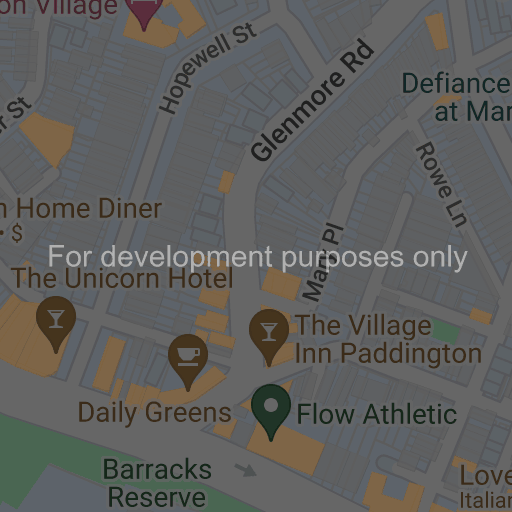 on Village
Hopewell St
Glenmore Rd
er St
Defiance
at Mar
Rowe Ln
n Home Diner
• $
Mary Pl
For development purposes only
The Unicorn Hotel
The Village
Inn Paddington
Daily Greens
Flow Athletic
Barracks
Reserve
Love
Italian